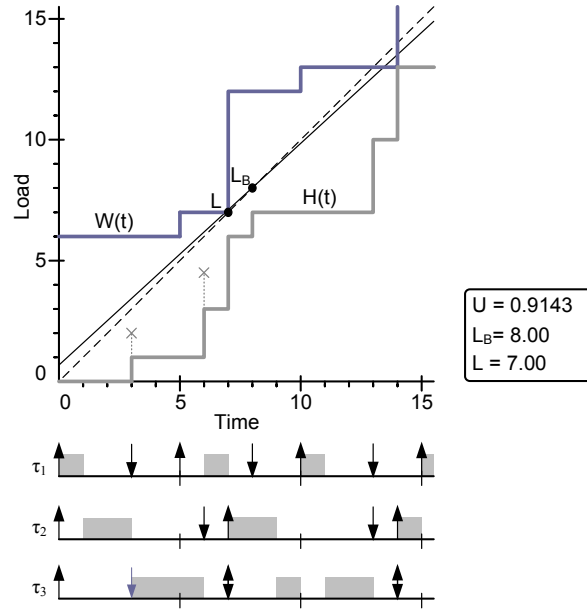 15
10
5
0
Load
W(t)
L
L_B
H(t)
0 5 10 15
Time
U = 0.9143
L_B= 8.00
L = 7.00
τ₁
τ₂
τ₃